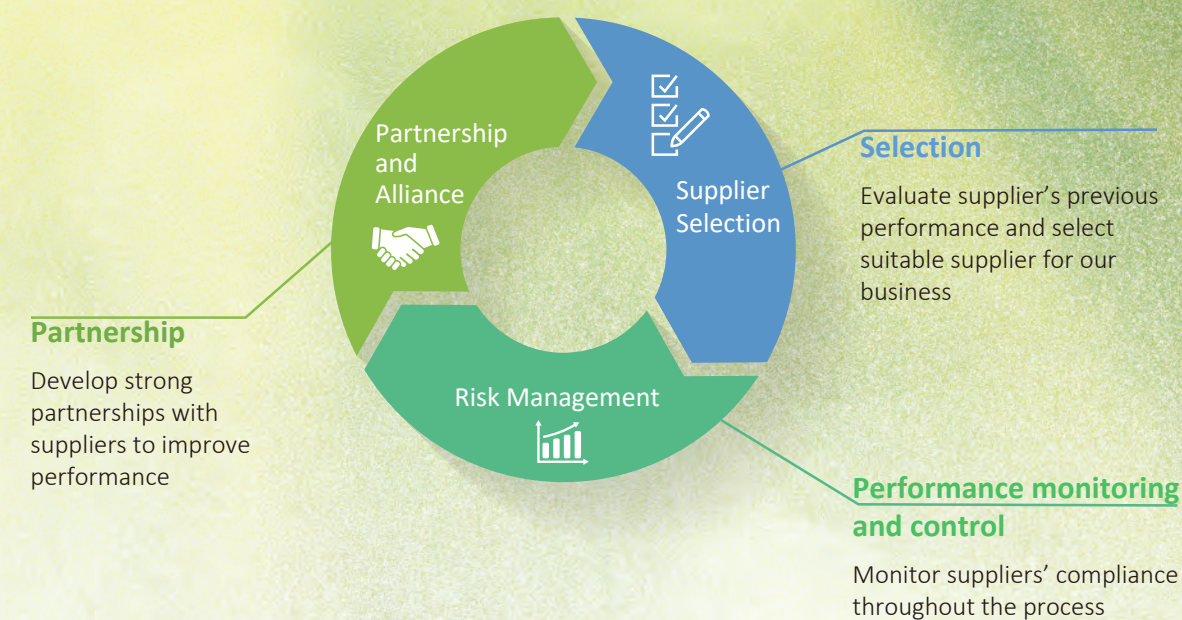 Partnership
and
Alliance
Supplier
Selection
Risk Management
Selection
Evaluate supplier’s previous
performance and select
suitable supplier for our
business
Partnership
Develop strong
partnerships with
suppliers to improve
performance
Performance monitoring
and control
Monitor suppliers’ compliance
throughout the process